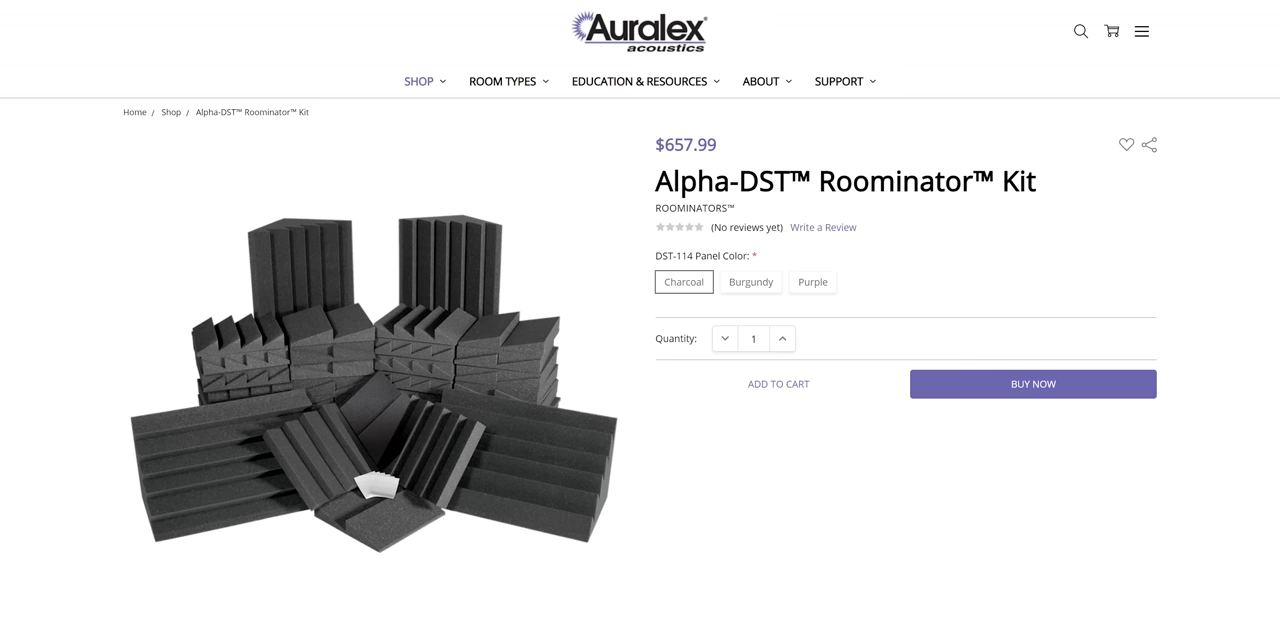 Auralex®
acoustics
SHOP
ROOM TYPES
EDUCATION & RESOURCES
ABOUT
SUPPORT
Home / Shop / Alpha-DST™ Roominator™ Kit
$657.99
Alpha-DST™ Roominator™ Kit
ROOMINATORS™
(No reviews yet) Write a Review
DST-114 Panel Color: *
Charcoal
Burgundy
Purple
Quantity: 1
ADD TO CART
BUY NOW